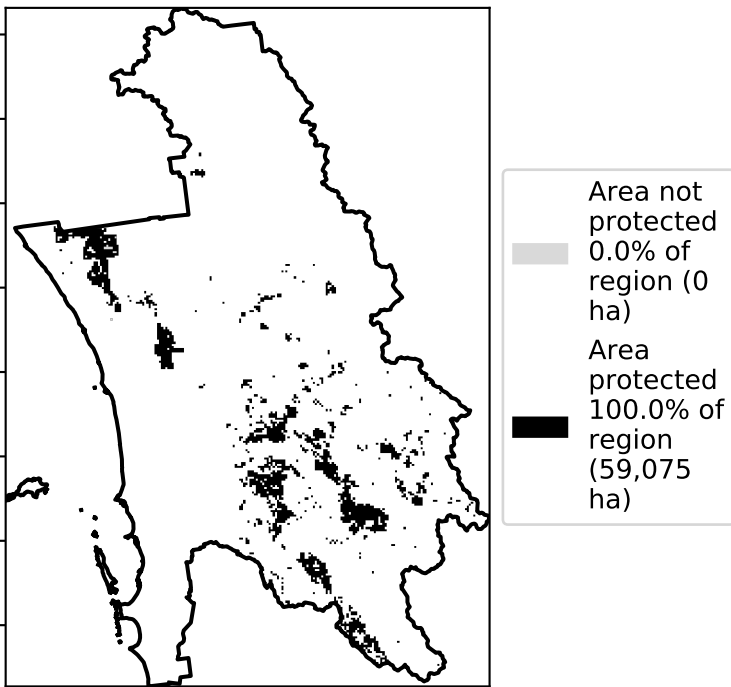 Area not
protected
0.0% of
region (0
ha)
Area
protected
100.0% of
region
(59,075
ha)